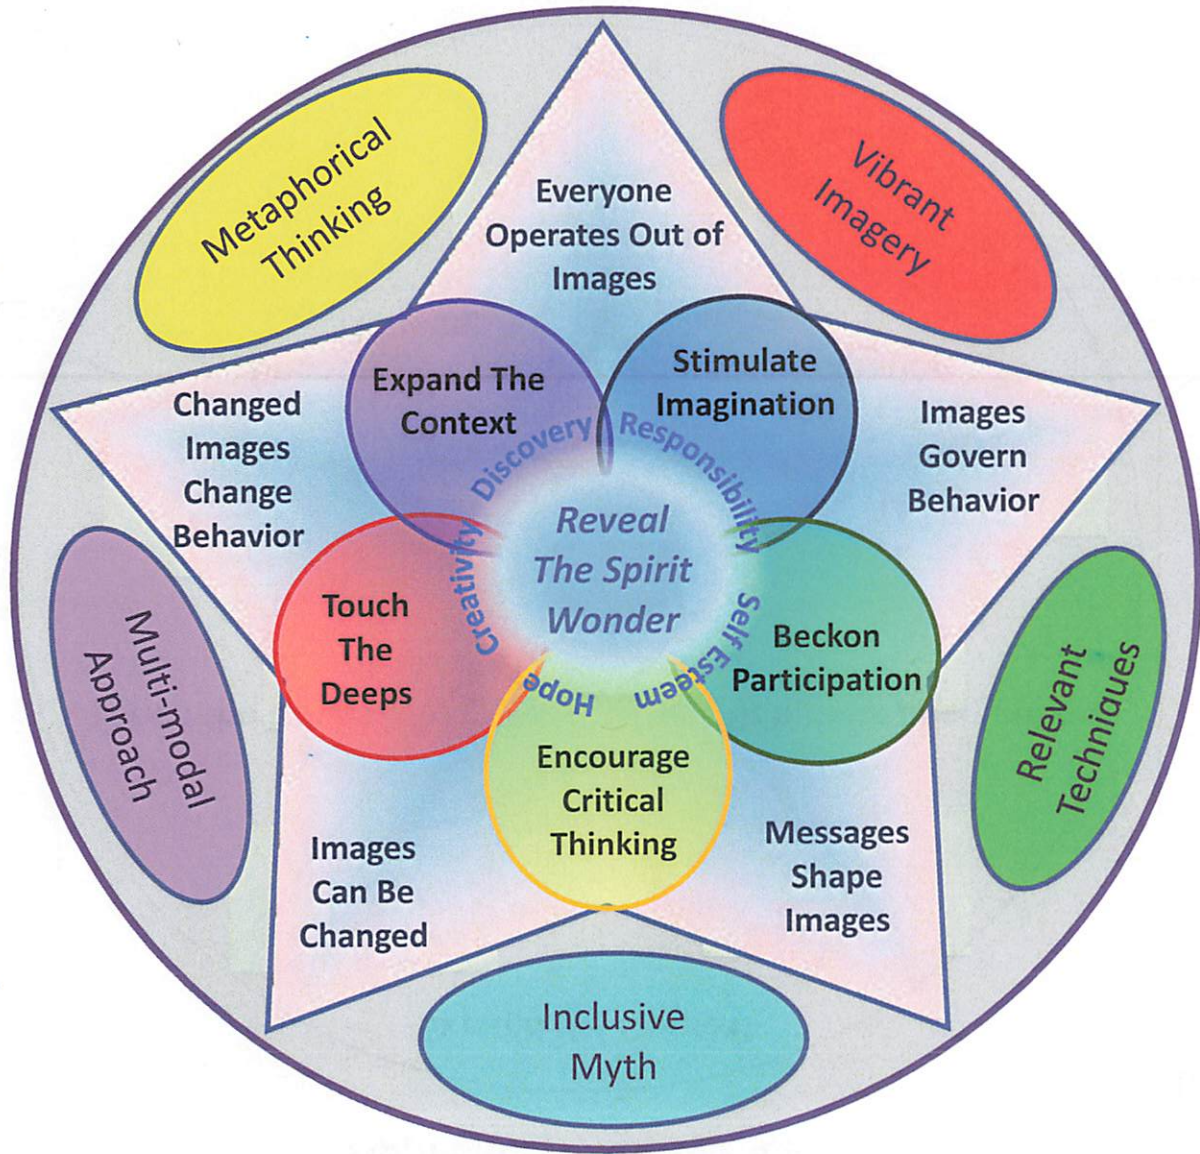 Metaphorical
Thinking
Vibrant
Imagery
Everyone
Operates Out of
Images
Expand The
Context
Stimulate
Imagination
Changed
Images
Change
Behavior
Images
Govern
Behavior
Discovery
Responsibility
Creativity
Self Esteem
Hope
Reveal
The Spirit
Wonder
Touch
The
Deeps
Beckon
Participation
Multi-modal
Approach
Relevant
Techniques
Encourage
Critical
Thinking
Images
Can Be
Changed
Messages
Shape
Images
Inclusive
Myth